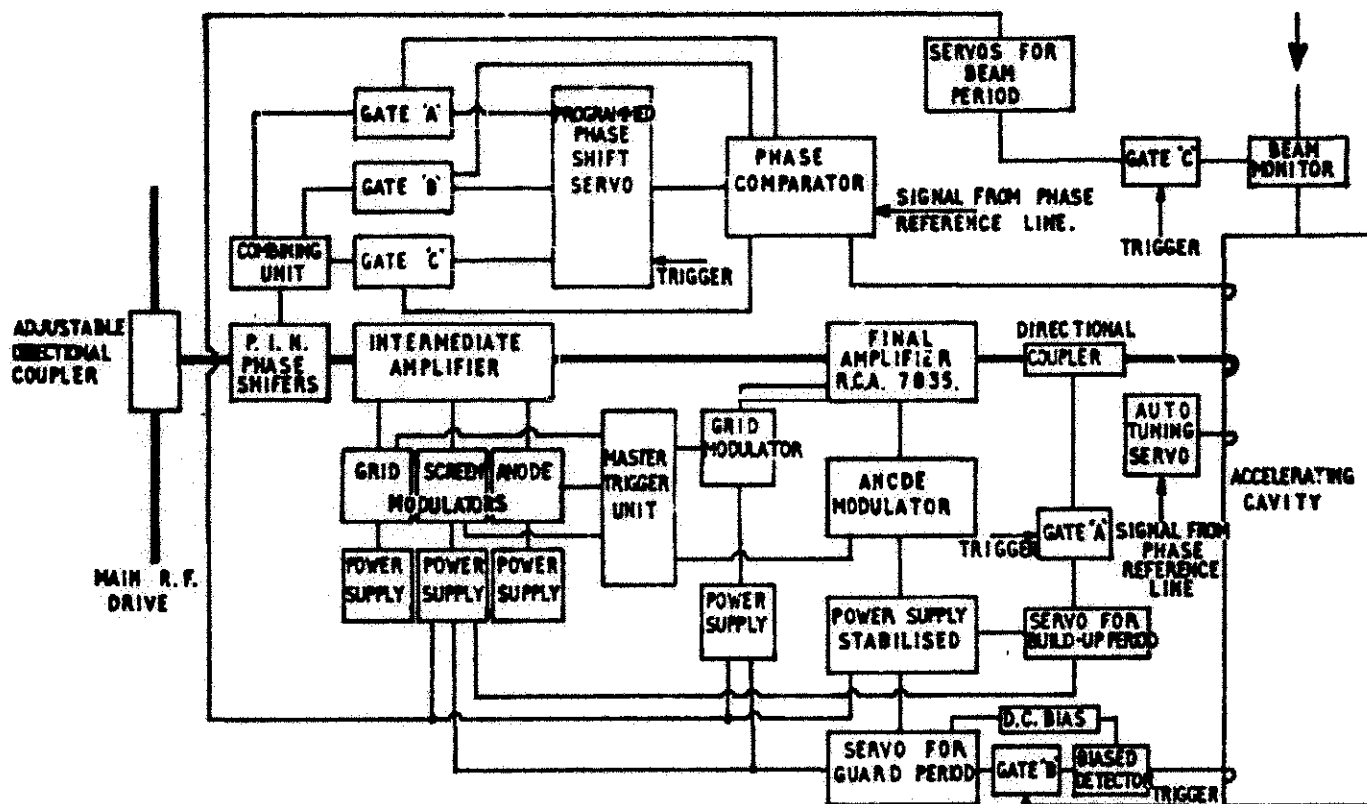 SERVOS FOR
BEAM
PERIOD
GATE 'A'
PROGRAMMED
PHASE
SHIFT
SERVO
PHASE
COMPARATOR
GATE 'C'
BEAM
MONITOR
GATE 'B'
SIGNAL FROM PHASE
REFERENCE LINE.
TRIGGER
COMBINING
UNIT
GATE 'C'
TRIGGER
ADJUSTABLE
DIRECTIONAL
COUPLER
P. I. N.
PHASE
SHIFERS
INTERMEDIATE
AMPLIFIER
FINAL
AMPLIFIER
R.C.A. 7835.
DIRECTIONAL
COUPLER
AUTO
TUNING
SERVO
GRID
SCREEN
ANODE
MODULATORS
MASTER
TRIGGER
UNIT
GRID
MODULATOR
ANODE
MODULATOR
ACCELERATING
CAVITY
TRIGGER
GATE 'A'
SIGNAL FROM
PHASE
REFERENCE
LINE
MAIN R.F.
DRIVE
POWER
SUPPLY
POWER
SUPPLY
POWER
SUPPLY
POWER
SUPPLY
POWER SUPPLY
STABILISED
SERVO FOR
BUILD-UP PERIOD
D.C. BIAS
SERVO FOR
GUARD PERIOD
GATE 'B'
BIASED
DETECTOR
TRIGGER